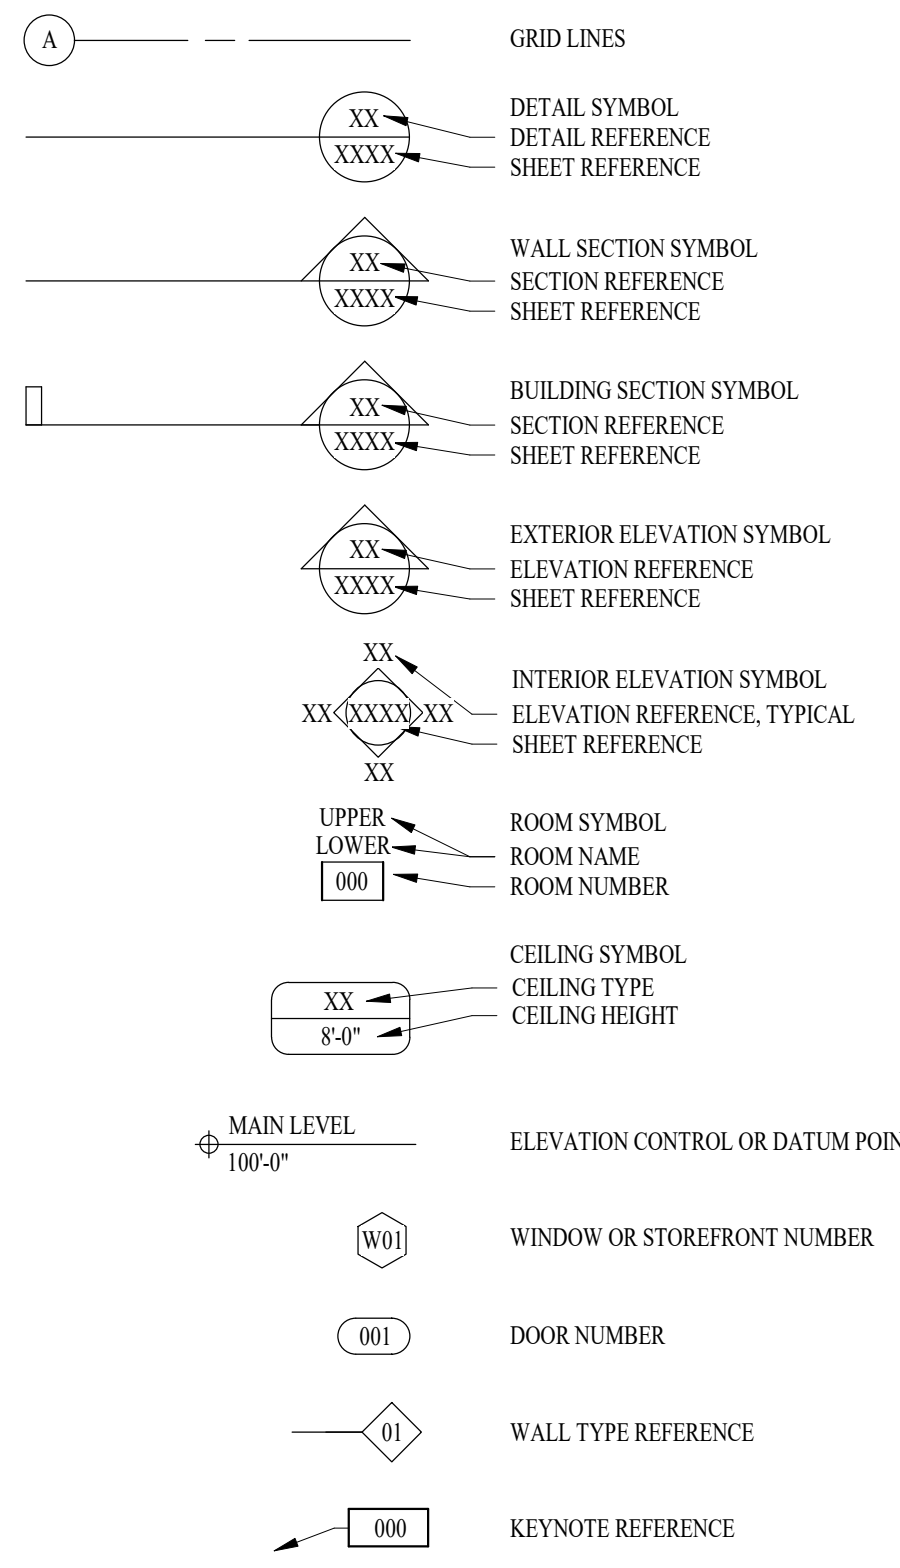 A GRID LINES
DETAIL SYMBOL
XX DETAIL REFERENCE
XXXX SHEET REFERENCE
WALL SECTION SYMBOL
XX SECTION REFERENCE
XXXX SHEET REFERENCE
BUILDING SECTION SYMBOL
XX SECTION REFERENCE
XXXX SHEET REFERENCE
EXTERIOR ELEVATION SYMBOL
XX ELEVATION REFERENCE
XXXX SHEET REFERENCE
XX
INTERIOR ELEVATION SYMBOL
XX XXXX XX ELEVATION REFERENCE, TYPICAL
SHEET REFERENCE
XX
UPPER ROOM SYMBOL
LOWER ROOM NAME
000 ROOM NUMBER
CEILING SYMBOL
XX CEILING TYPE
8'-0" CEILING HEIGHT
MAIN LEVEL
100'-0"
ELEVATION CONTROL OR DATUM POIN
W01 WINDOW OR STOREFRONT NUMBER
001 DOOR NUMBER
01 WALL TYPE REFERENCE
000 KEYNOTE REFERENCE